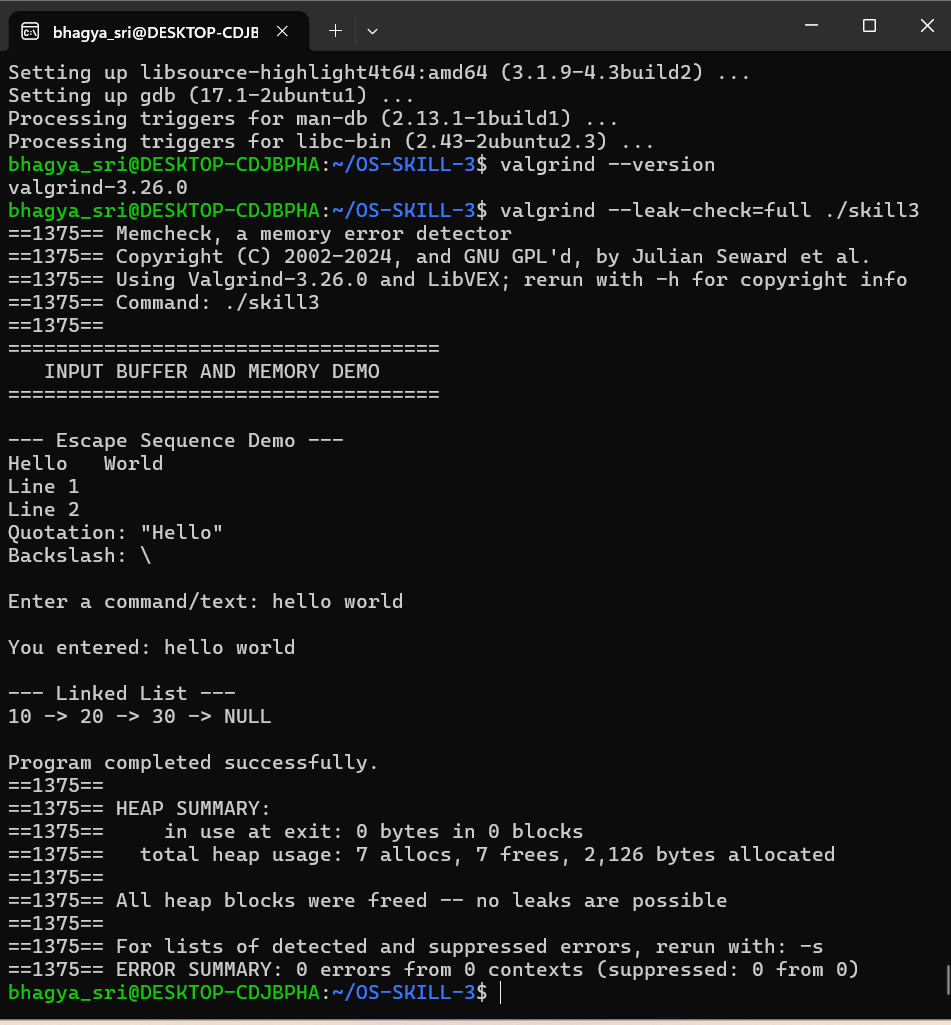 bhagya_sri@DESKTOP-CDJB
Setting up libsource-highlight4t64:amd64 (3.1.9-4.3build2) ...
Setting up gdb (17.1-2ubuntu1) ...
Processing triggers for man-db (2.13.1-1build1) ...
Processing triggers for libc-bin (2.43-2ubuntu2.3) ...
bhagya_sri@DESKTOP-CDJBPHA:~/OS-SKILL-3$ valgrind --version
valgrind-3.26.0
bhagya_sri@DESKTOP-CDJBPHA:~/OS-SKILL-3$ valgrind --leak-check=full ./skill3
==1375== Memcheck, a memory error detector
==1375== Copyright (C) 2002-2024, and GNU GPL'd, by Julian Seward et al.
==1375== Using Valgrind-3.26.0 and LibVEX; rerun with -h for copyright info
==1375== Command: ./skill3
==1375==
====================================
   INPUT BUFFER AND MEMORY DEMO
====================================

--- Escape Sequence Demo ---
Hello   World
Line 1
Line 2
Quotation: "Hello"
Backslash: \

Enter a command/text: hello world

You entered: hello world

--- Linked List ---
10 -> 20 -> 30 -> NULL

Program completed successfully.
==1375==
==1375== HEAP SUMMARY:
==1375==     in use at exit: 0 bytes in 0 blocks
==1375==   total heap usage: 7 allocs, 7 frees, 2,126 bytes allocated
==1375==
==1375== All heap blocks were freed -- no leaks are possible
==1375==
==1375== For lists of detected and suppressed errors, rerun with: -s
==1375== ERROR SUMMARY: 0 errors from 0 contexts (suppressed: 0 from 0)
bhagya_sri@DESKTOP-CDJBPHA:~/OS-SKILL-3$